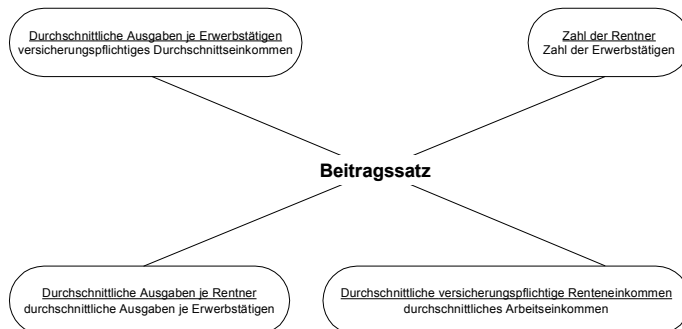 Durchschnittliche Ausgaben je Erwerbstätigen
versicherungspflichtiges Durchschnittseinkommen
Zahl der Rentner
Zahl der Erwerbstätigen
Beitragssatz
Durchschnittliche Ausgaben je Rentner
durchschnittliche Ausgaben je Erwerbstätigen
Durchschnittliche versicherungspflichtige Renteneinkommen
durchschnittliches Arbeitseinkommen